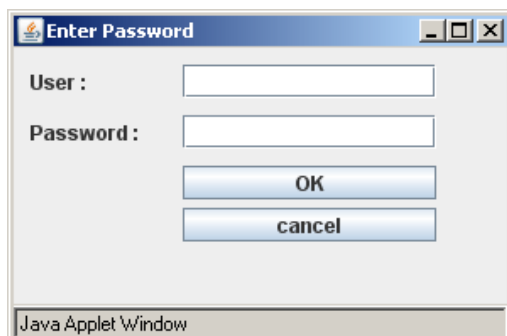 Enter Password
User :
Password :
OK
cancel
Java Applet Window